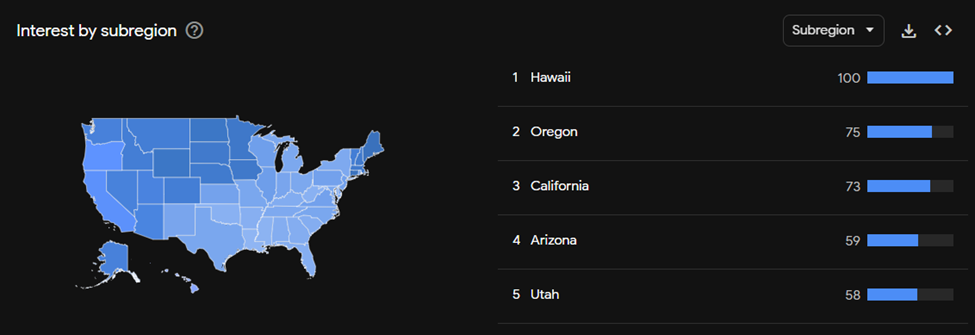 Interest by subregion ?
Subregion
1 Hawaii 100
2 Oregon 75
3 California 73
4 Arizona 59
5 Utah 58